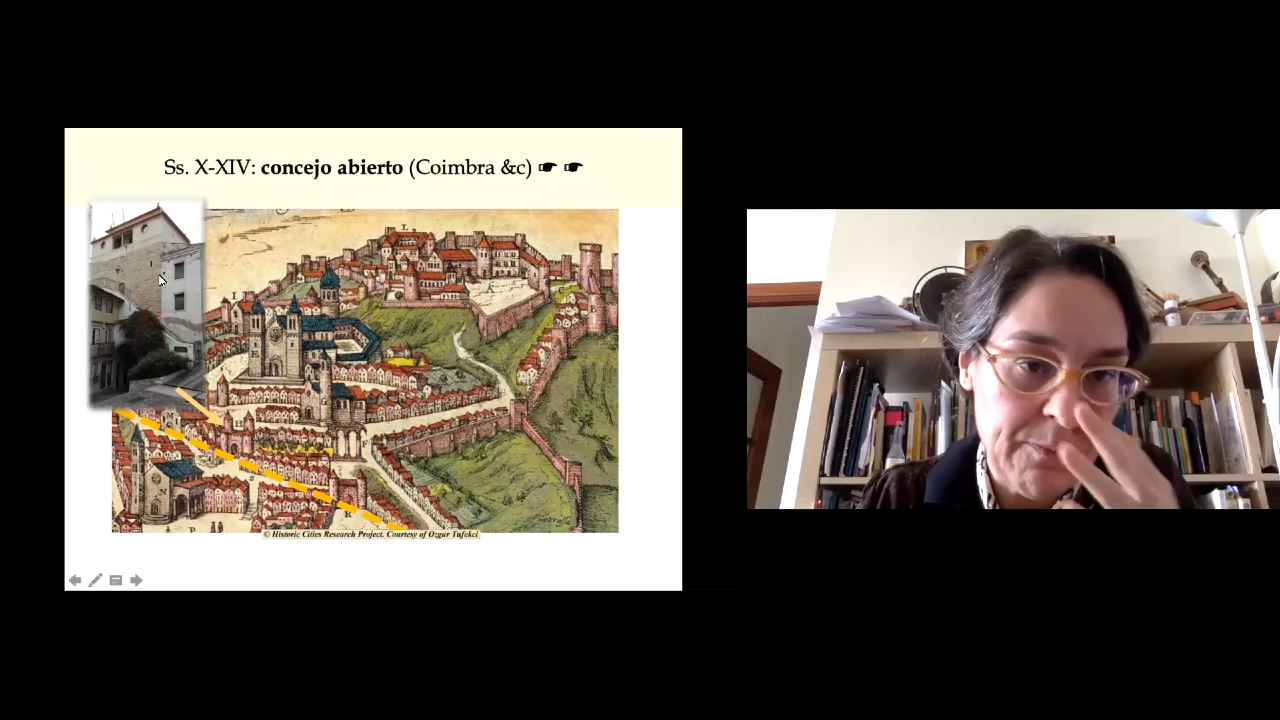 Ss. X-XIV: concejo abierto (Coimbra &c) ☛ ☛
L
I
E
B
H
F
N
K
P
© Historic Cities Research Project. Courtesy of Ozgur Tufekci